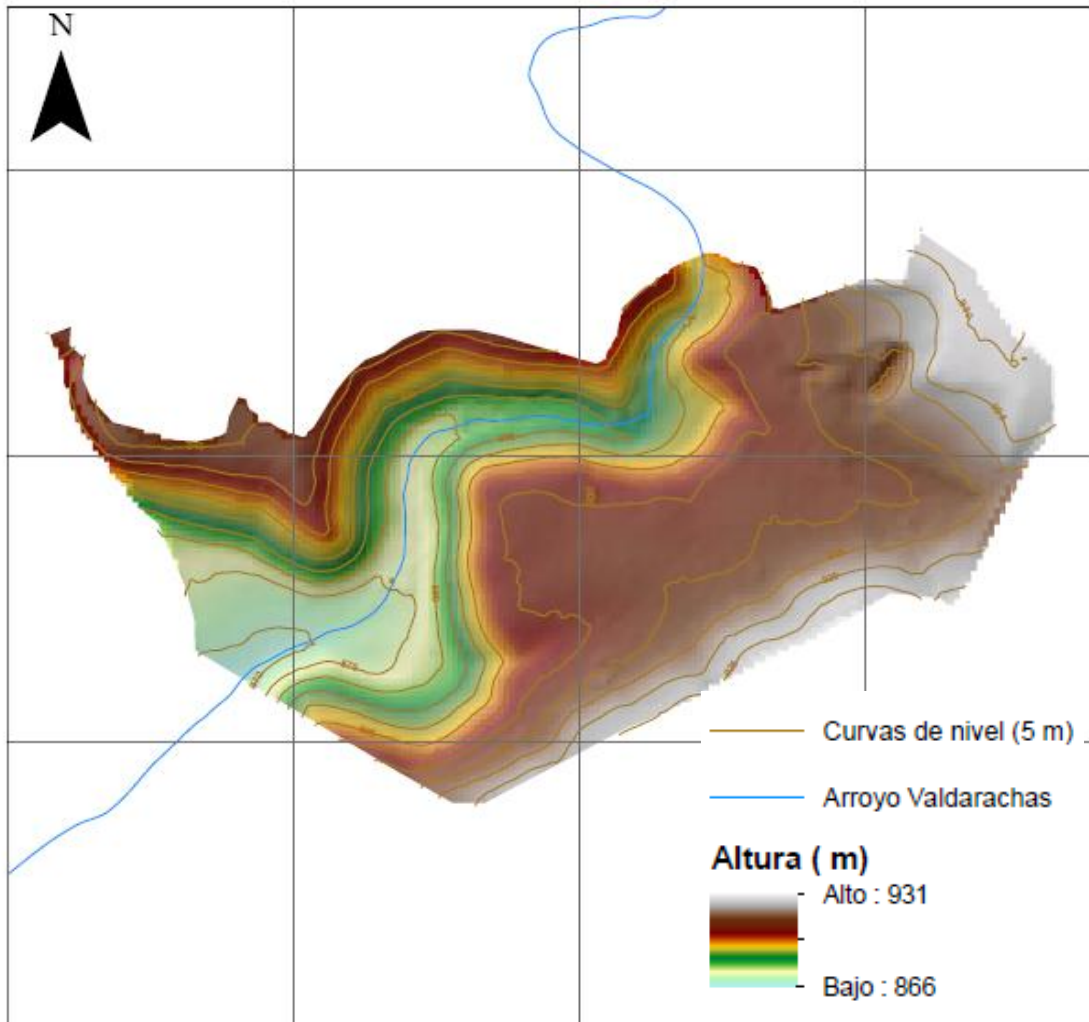 N
Curvas de nivel (5 m)
Arroyo Valdarachas
Altura ( m)
Alto : 931
Bajo : 866